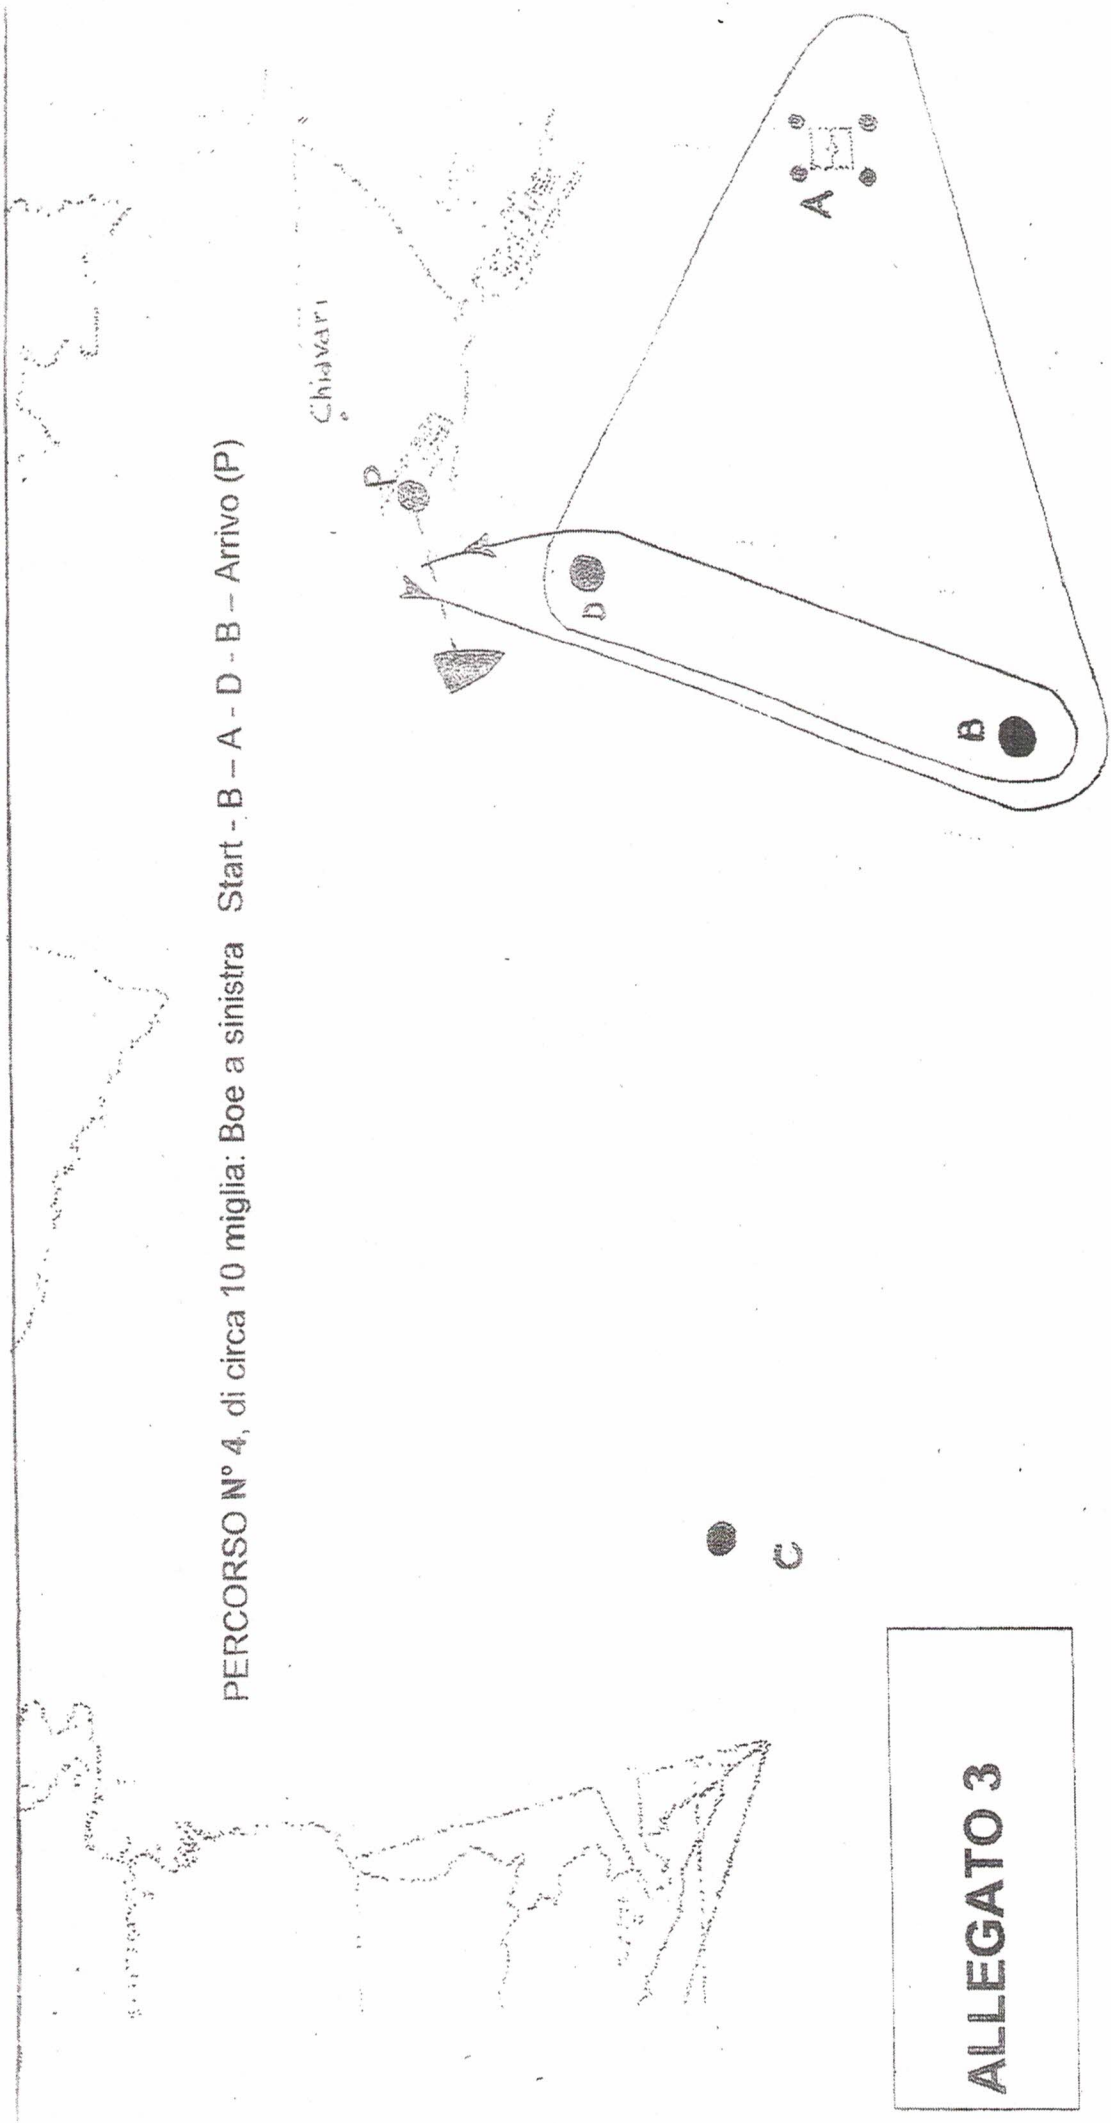 PERCORSO N° 4, di circa 10 miglia: Boe a sinistra   Start - B – A - D - B – Arrivo (P)
Chiavari
P
D
A
B
C
ALLEGATO 3